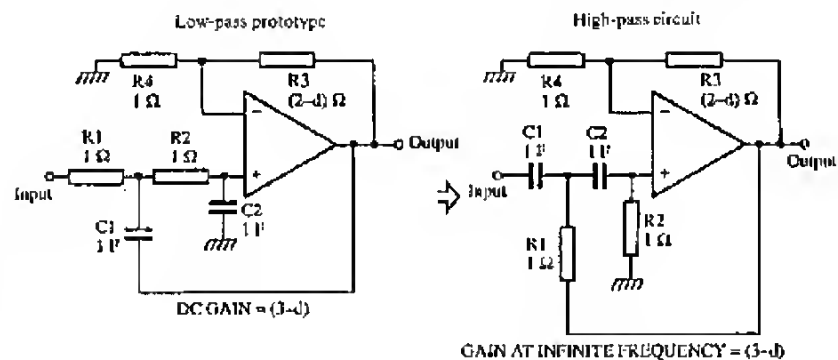 Low-pass prototype
R4
1 Ω
R3
(2–d) Ω
R1
1 Ω
R2
1 Ω
−
+
Output
Input
C1
1 F
C2
1 F
DC GAIN = (3–d)
High-pass circuit
R4
1 Ω
R3
(2–d) Ω
C1
1 F
C2
1 F
−
+
Output
Input
R1
1 Ω
R2
1 Ω
GAIN AT INFINITE FREQUENCY = (3–d)